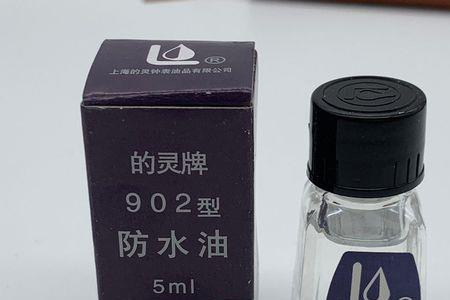 ®
上海的灵钟表油品有限公司
的灵牌
902型
防水油
5ml
®